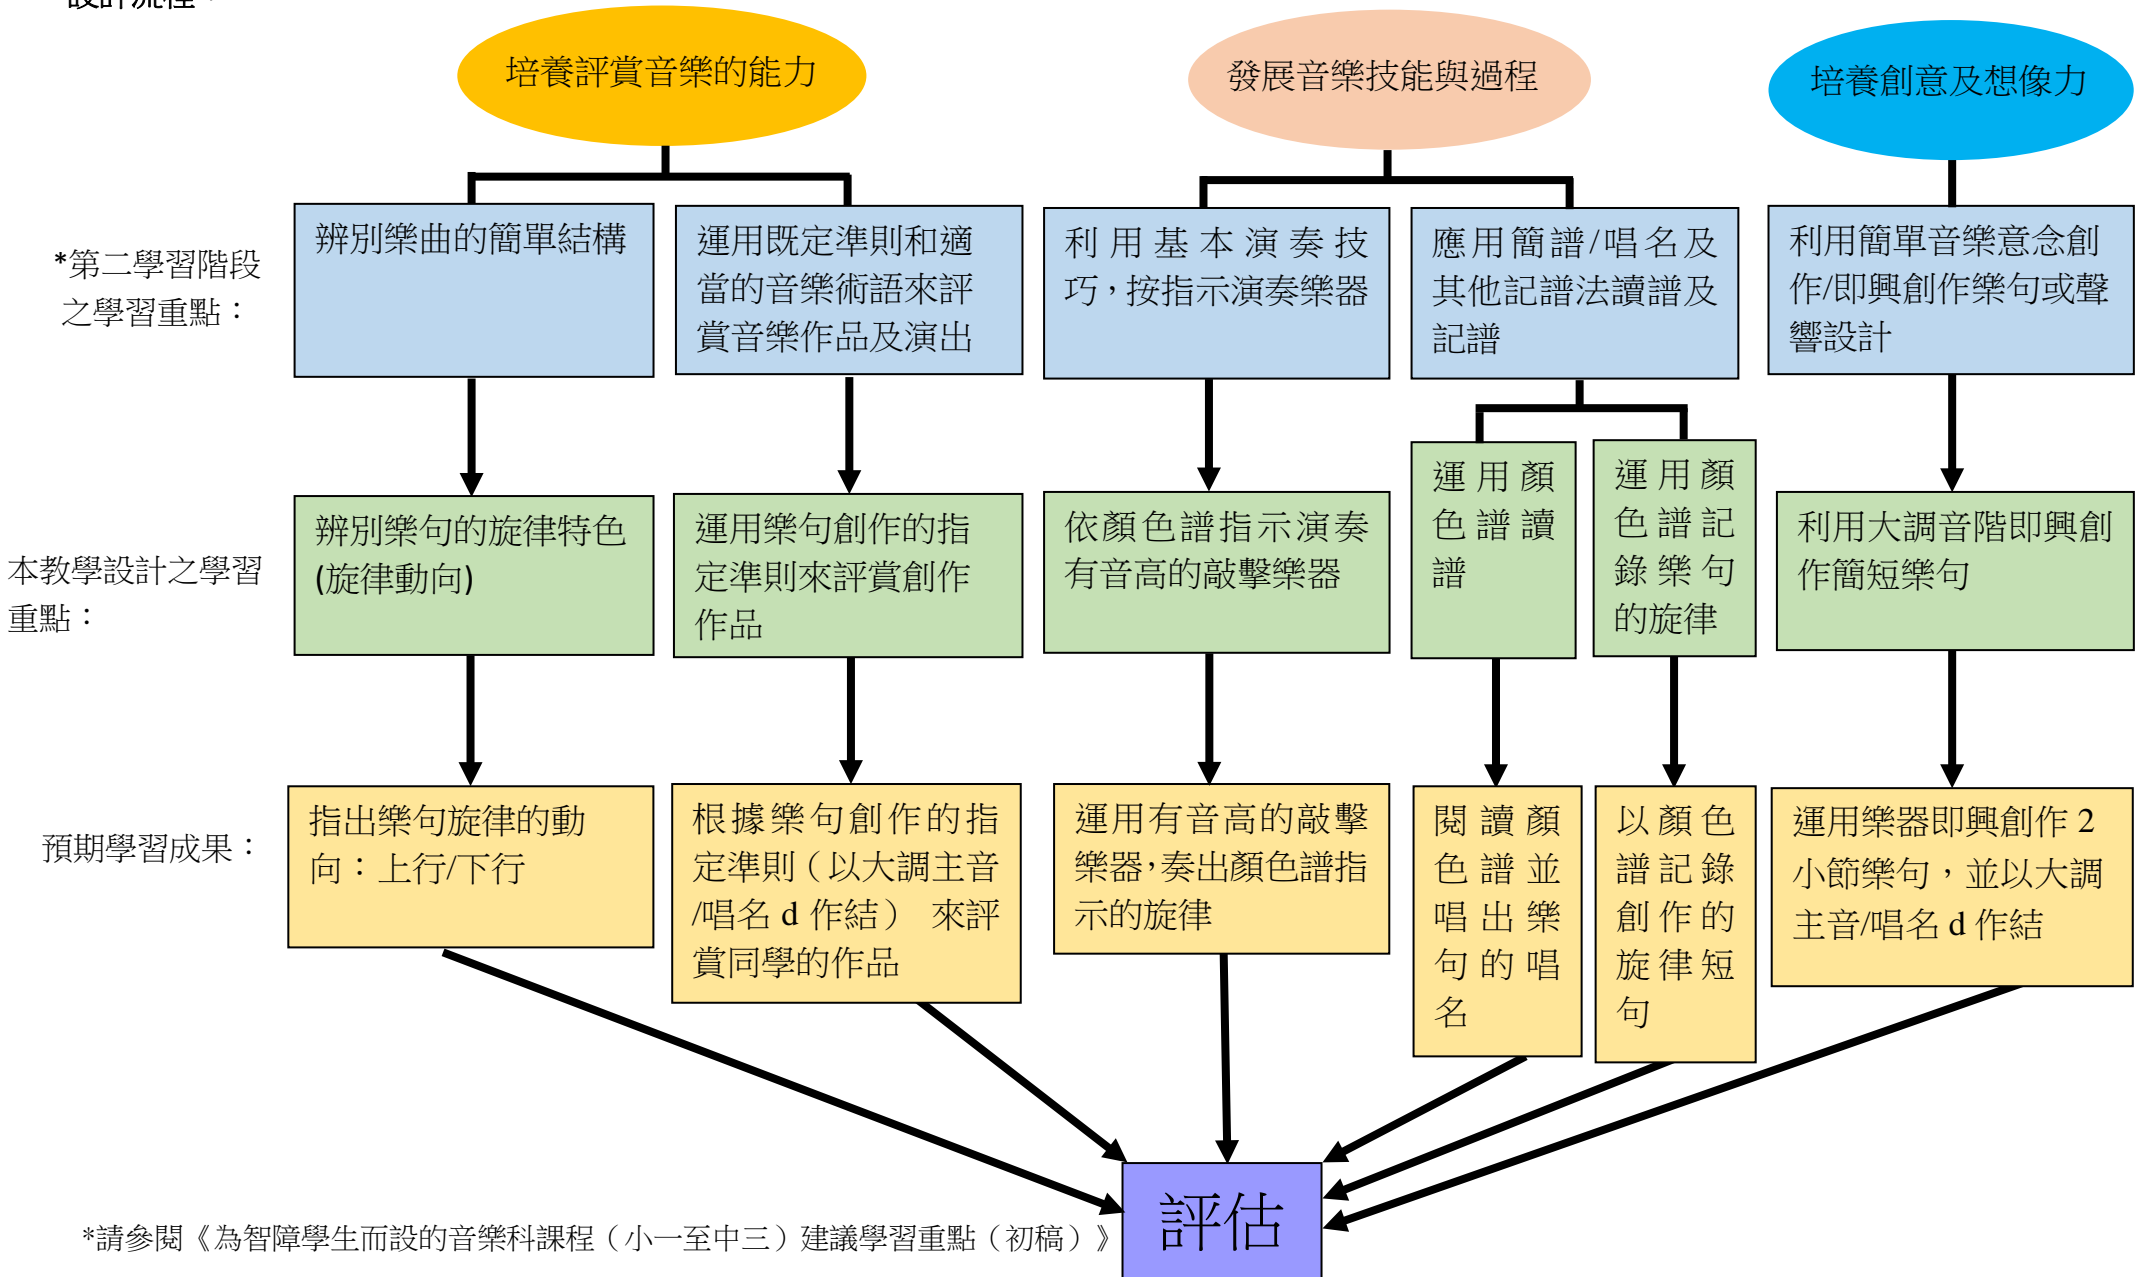 設計流程：
培養評賞音樂的能力
發展音樂技能與過程
培養創意及想像力
*第二學習階段
之學習重點：
辨別樂曲的簡單結構
運用既定準則和適
當的音樂術語來評
賞音樂作品及演出
利用基本演奏技
巧，按指示演奏樂器
應用簡譜/唱名及
其他記譜法讀譜及
記譜
利用簡單音樂意念創
作/即興創作樂句或聲
響設計
本教學設計之學習
重點：
辨別樂句的旋律特色
(旋律動向)
運用樂句創作的指
定準則來評賞創作
作品
依顏色譜指示演奏
有音高的敲擊樂器
運用顏
色譜讀
譜
運用顏
色譜記
錄樂句
的旋律
利用大調音階即興創
作簡短樂句
預期學習成果：
指出樂句旋律的動
向：上行/下行
根據樂句創作的指
定準則（以大調主音
/唱名 d 作結） 來評
賞同學的作品
運用有音高的敲擊
樂器，奏出顏色譜指
示的旋律
閱讀顏
色譜並
唱出樂
句的唱
名
以顏色
譜記錄
創作的
旋律短
句
運用樂器即興創作 2
小節樂句，並以大調
主音/唱名 d 作結
評估
*請參閱《為智障學生而設的音樂科課程（小一至中三）建議學習重點（初稿）》